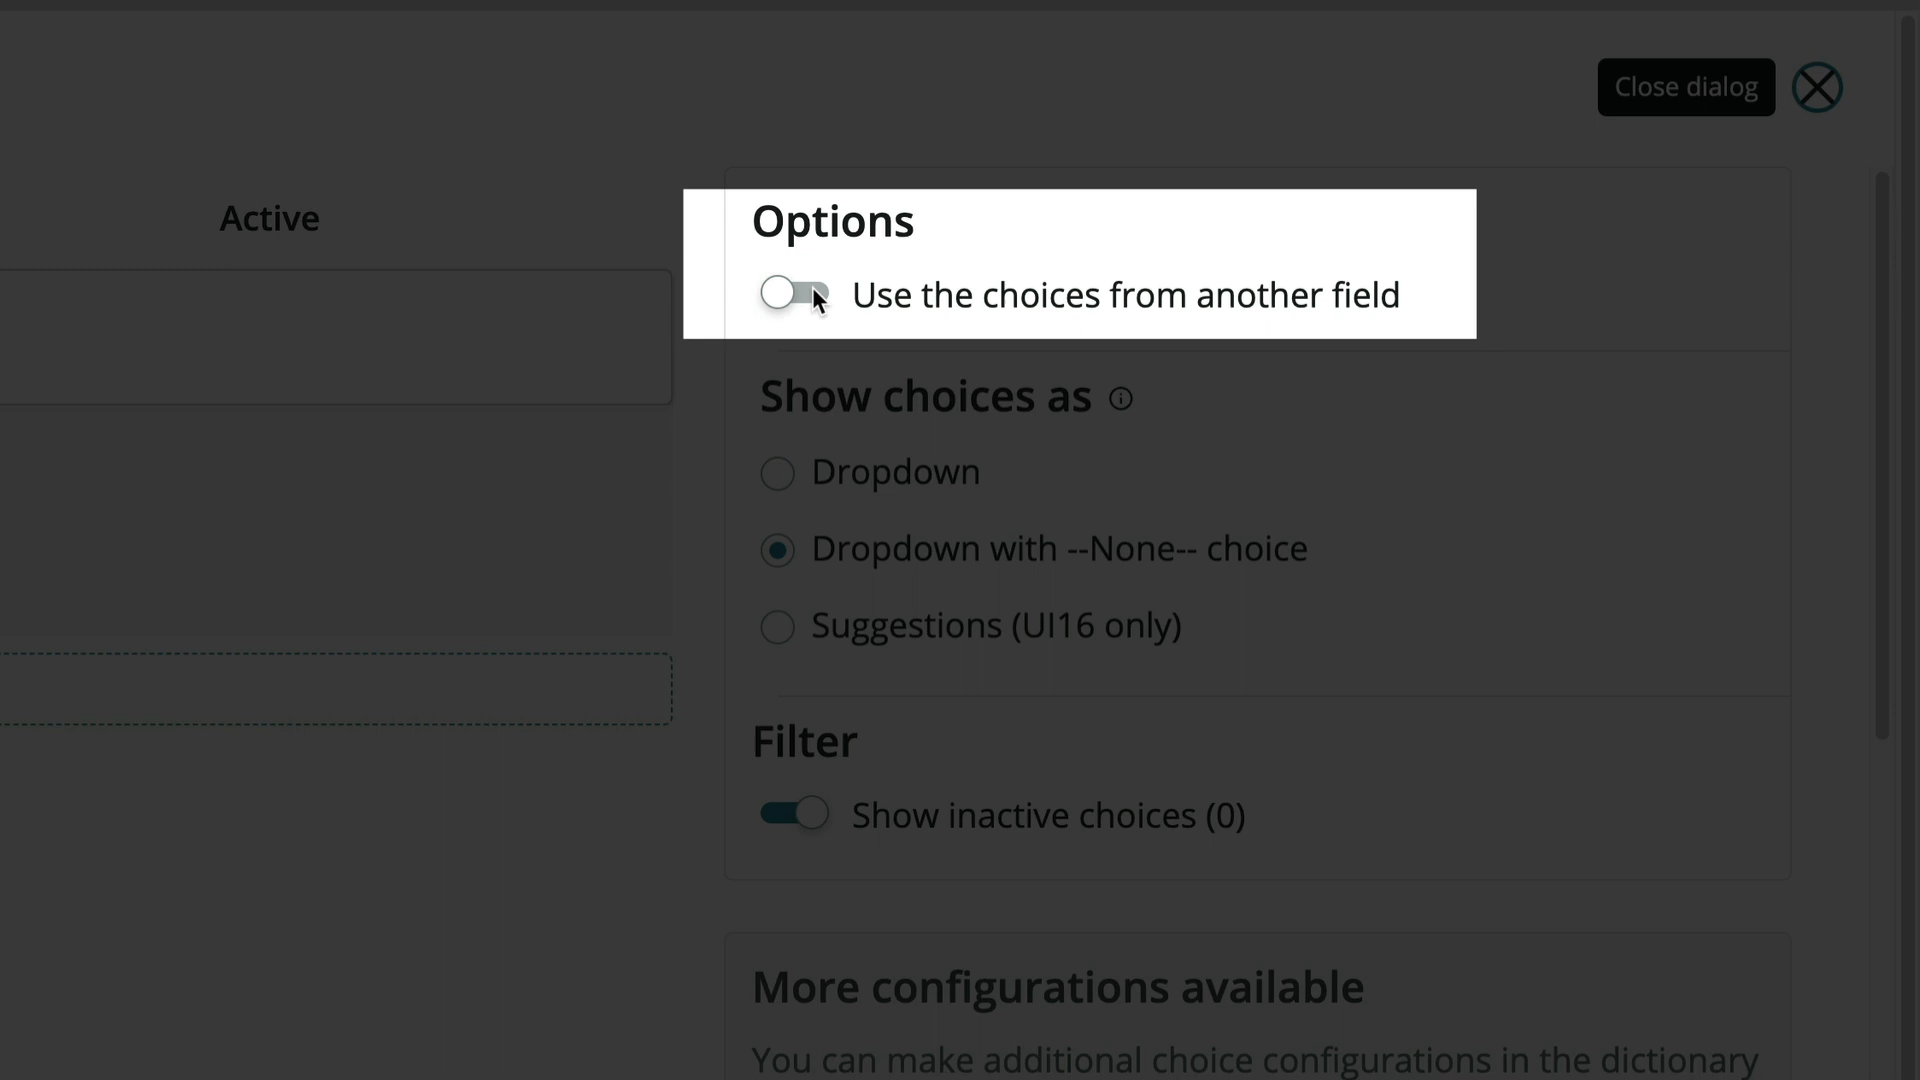 Close dialog
Active
Options
Use the choices from another field
Show choices as
Dropdown
Dropdown with --None-- choice
Suggestions (UI16 only)
Filter
Show inactive choices (0)
More configurations available
You can make additional choice configurations in the dictionary